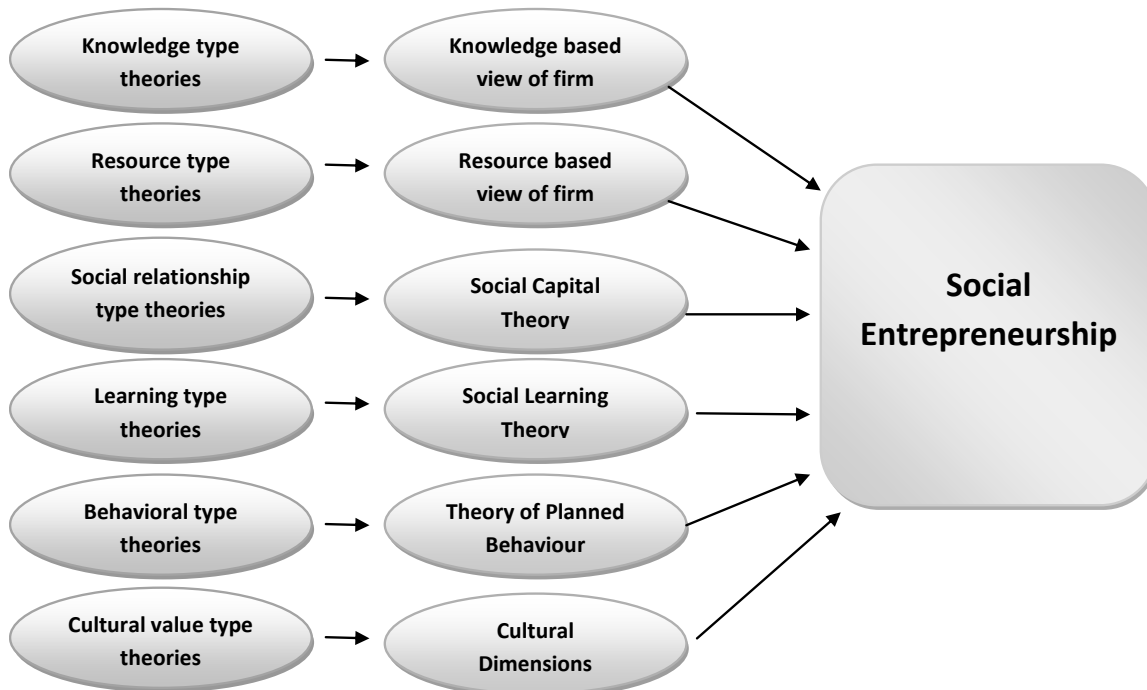 Knowledge type
theories
Knowledge based
view of firm
Resource type
theories
Resource based
view of firm
Social relationship
type theories
Social Capital
Theory
Learning type
theories
Social Learning
Theory
Behavioral type
theories
Theory of Planned
Behaviour
Cultural value type
theories
Cultural
Dimensions
Social
Entrepreneurship